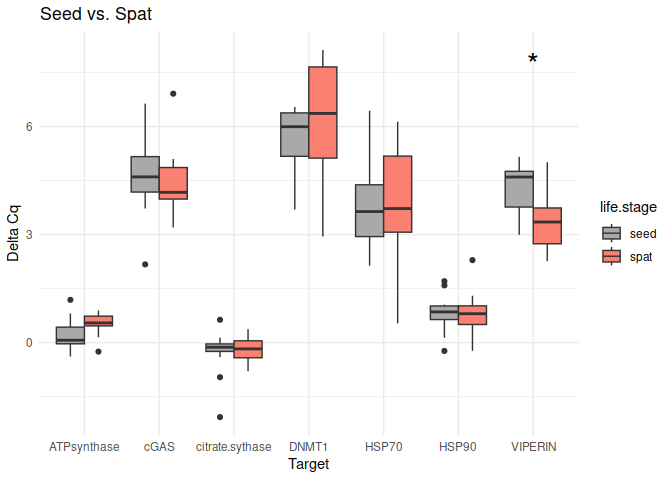 Seed vs. Spat
*
6
3
0
Delta Cq
ATPsynthase cGAS citrate.sythase DNMT1 HSP70 HSP90 VIPERIN
Target
life.stage
seed
spat